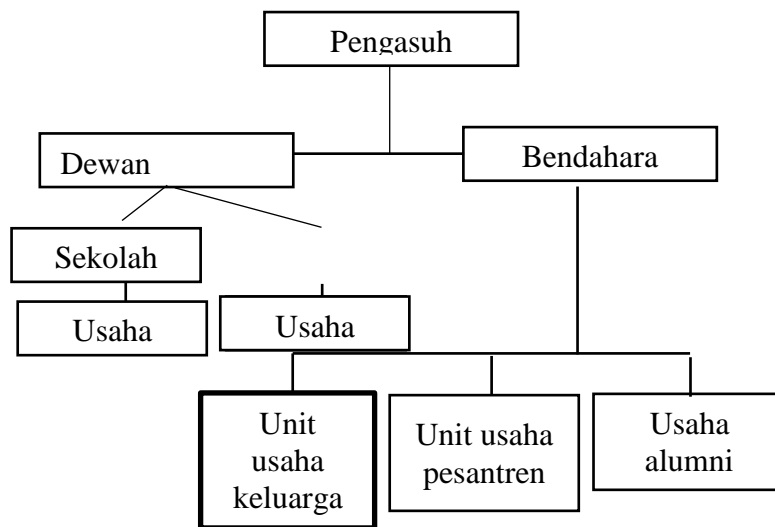 Pengasuh
Dewan
Bendahara
Sekolah
Usaha
Usaha
Unit
usaha
keluarga
Unit usaha
pesantren
Usaha
alumni